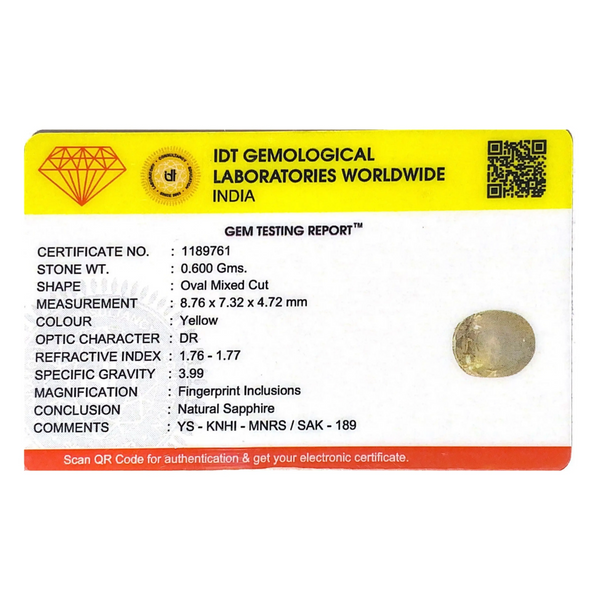 IDT GEMOLOGICAL
LABORATORIES WORLDWIDE
INDIA
GEM TESTING REPORT™
CERTIFICATE NO. : 1189761
STONE WT. : 0.600 Gms.
SHAPE : Oval Mixed Cut
MEASUREMENT : 8.76 x 7.32 x 4.72 mm
COLOUR : Yellow
OPTIC CHARACTER : DR
REFRACTIVE INDEX : 1.76 - 1.77
SPECIFIC GRAVITY : 3.99
MAGNIFICATION : Fingerprint Inclusions
CONCLUSION : Natural Sapphire
COMMENTS : YS - KNHI - MNRS / SAK - 189
Scan QR Code for authentication & get your electronic certificate.